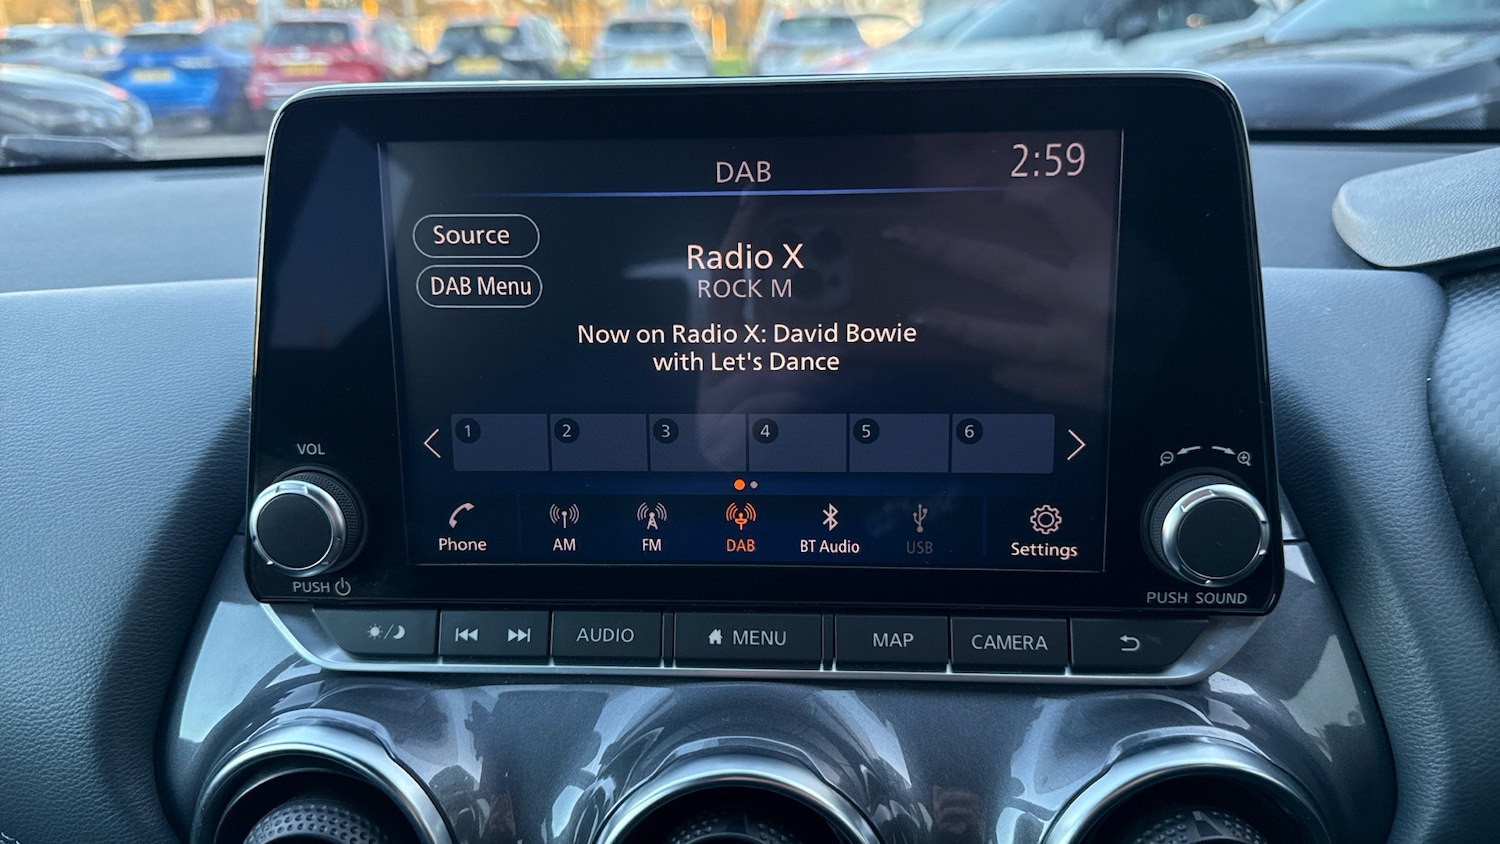 DAB
2:59
Source
DAB Menu
Radio X
ROCK M
Now on Radio X: David Bowie
with Let's Dance
1 2 3 4 5 6
Phone AM FM DAB BT Audio USB Settings
VOL
PUSH
PUSH SOUND
AUDIO MENU MAP CAMERA